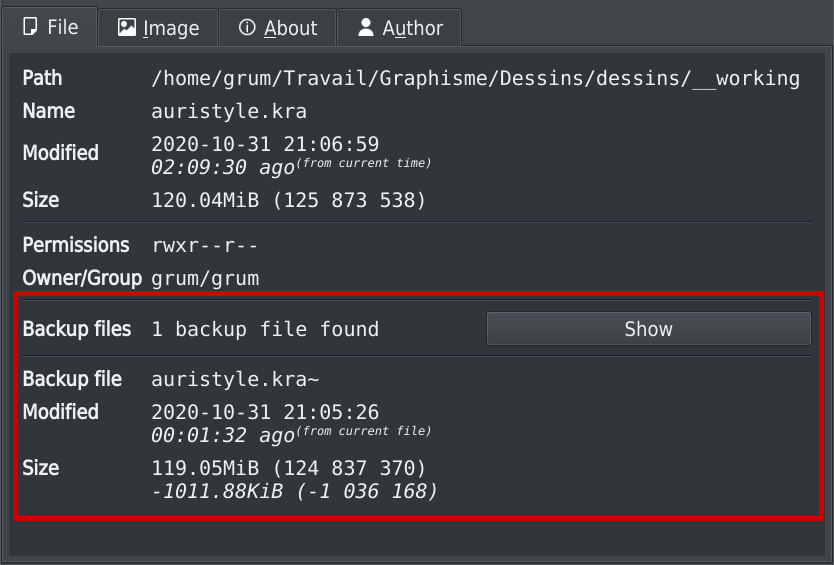 File Image About Author
Path /home/grum/Travail/Graphisme/Dessins/dessins/__working
Name auristyle.kra
Modified 2020-10-31 21:06:59
02:09:30 ago(from current time)
Size 120.04MiB (125 873 538)
Permissions rwxr--r--
Owner/Group grum/grum
Backup files 1 backup file found Show
Backup file auristyle.kra~
Modified 2020-10-31 21:05:26
00:01:32 ago(from current file)
Size 119.05MiB (124 837 370)
-1011.88KiB (-1 036 168)